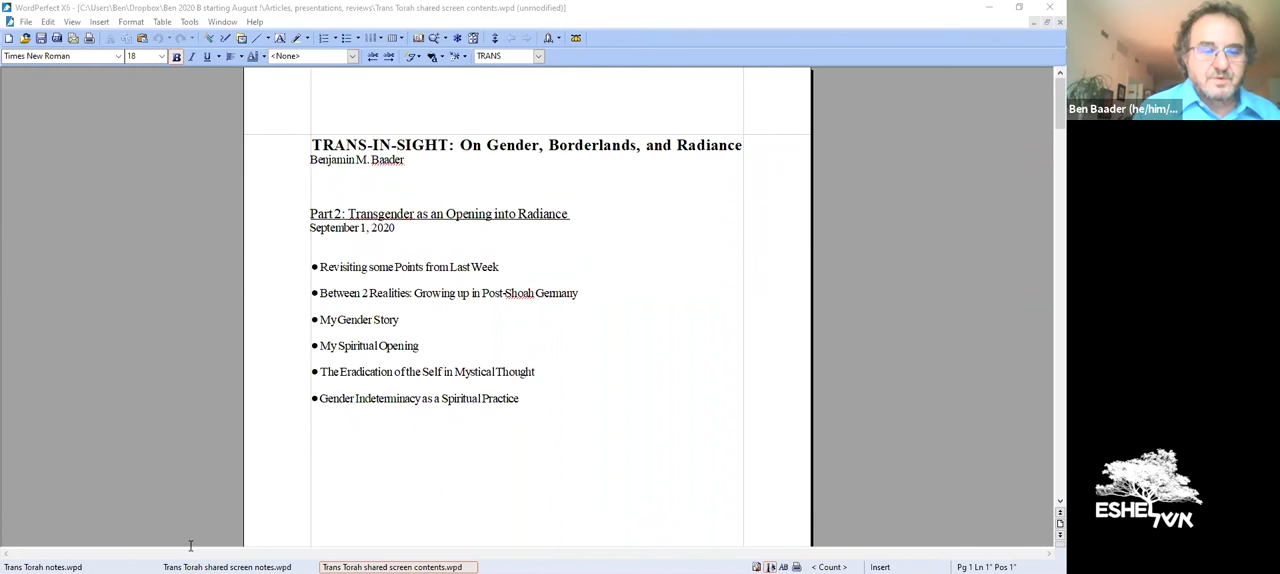 WordPerfect X6 - [C:\Users\Ben\Dropbox\Ben 2020 B starting August !\Articles, presentations, reviews\Trans Torah shared screen contents.wpd (unmodified)]
File Edit View Insert Format Table Tools Window Help
Times New Roman 18 <None> TRANS
Ben Baader (he/him/...
TRANS-IN-SIGHT: On Gender, Borderlands, and Radiance
Benjamin M. Baader
Part 2: Transgender as an Opening into Radiance
September 1, 2020
● Revisiting some Points from Last Week
● Between 2 Realities: Growing up in Post-Shoah Germany
● My Gender Story
● My Spiritual Opening
● The Eradication of the Self in Mystical Thought
● Gender Indeterminacy as a Spiritual Practice
ESHEL אשל
Trans Torah notes.wpd Trans Torah shared screen notes.wpd Trans Torah shared screen contents.wpd AB < Count > Insert Pg 1 Ln 1" Pos 1"